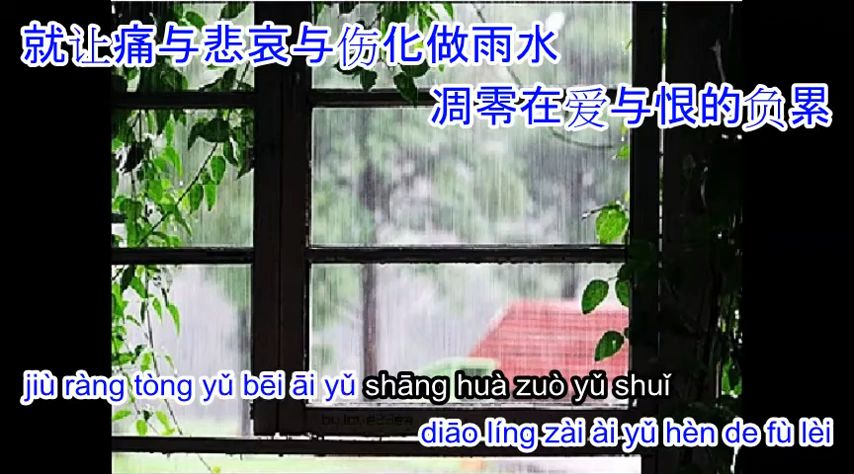 就让痛与悲哀与伤化做雨水
凋零在爱与恨的负累
jiù ràng tòng yǔ bēi āi yǔ shāng huà zuò yǔ shuǐ
diāo líng zài ài yǔ hèn de fù lèi